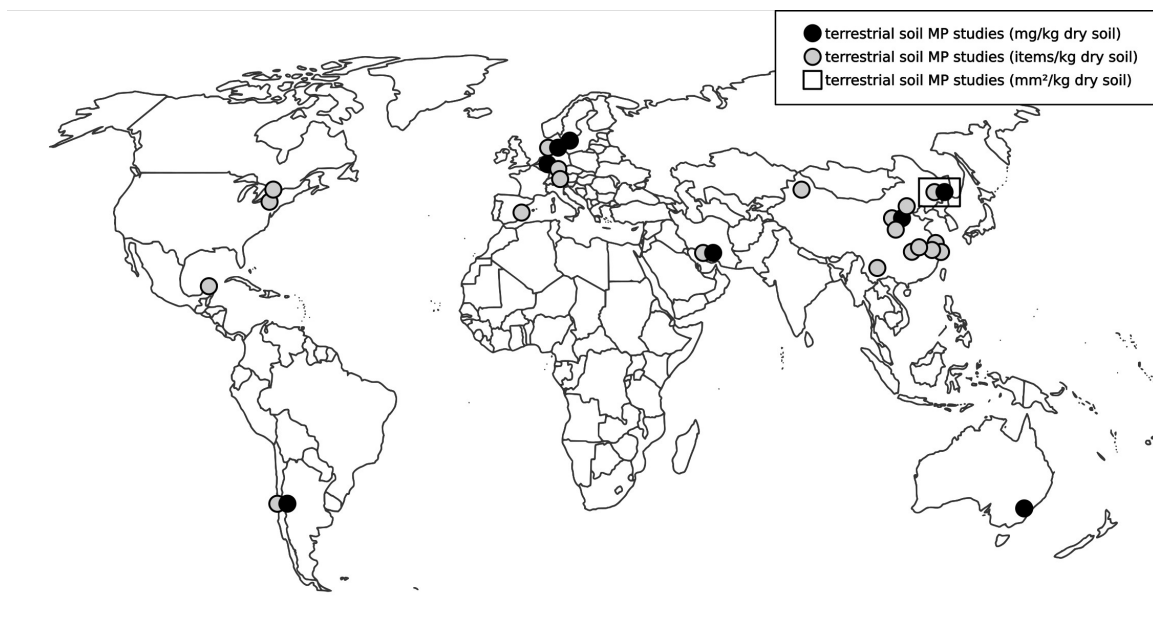 terrestrial soil MP studies (mg/kg dry soil)
terrestrial soil MP studies (items/kg dry soil)
terrestrial soil MP studies (mm²/kg dry soil)